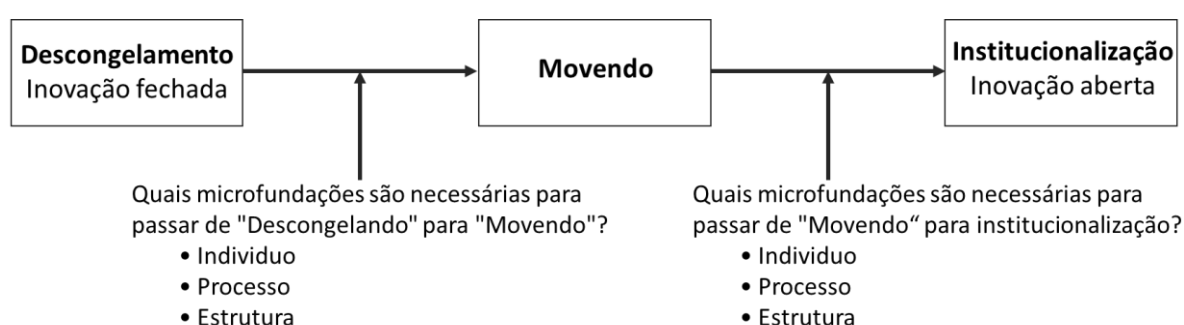 Descongelamento
Inovação fechada
Movendo
Institucionalização
Inovação aberta
Quais microfundações são necessárias para
passar de "Descongelando" para "Movendo"?
• Individuo
• Processo
• Estrutura
Quais microfundações são necessárias para
passar de "Movendo“ para institucionalização?
• Individuo
• Processo
• Estrutura